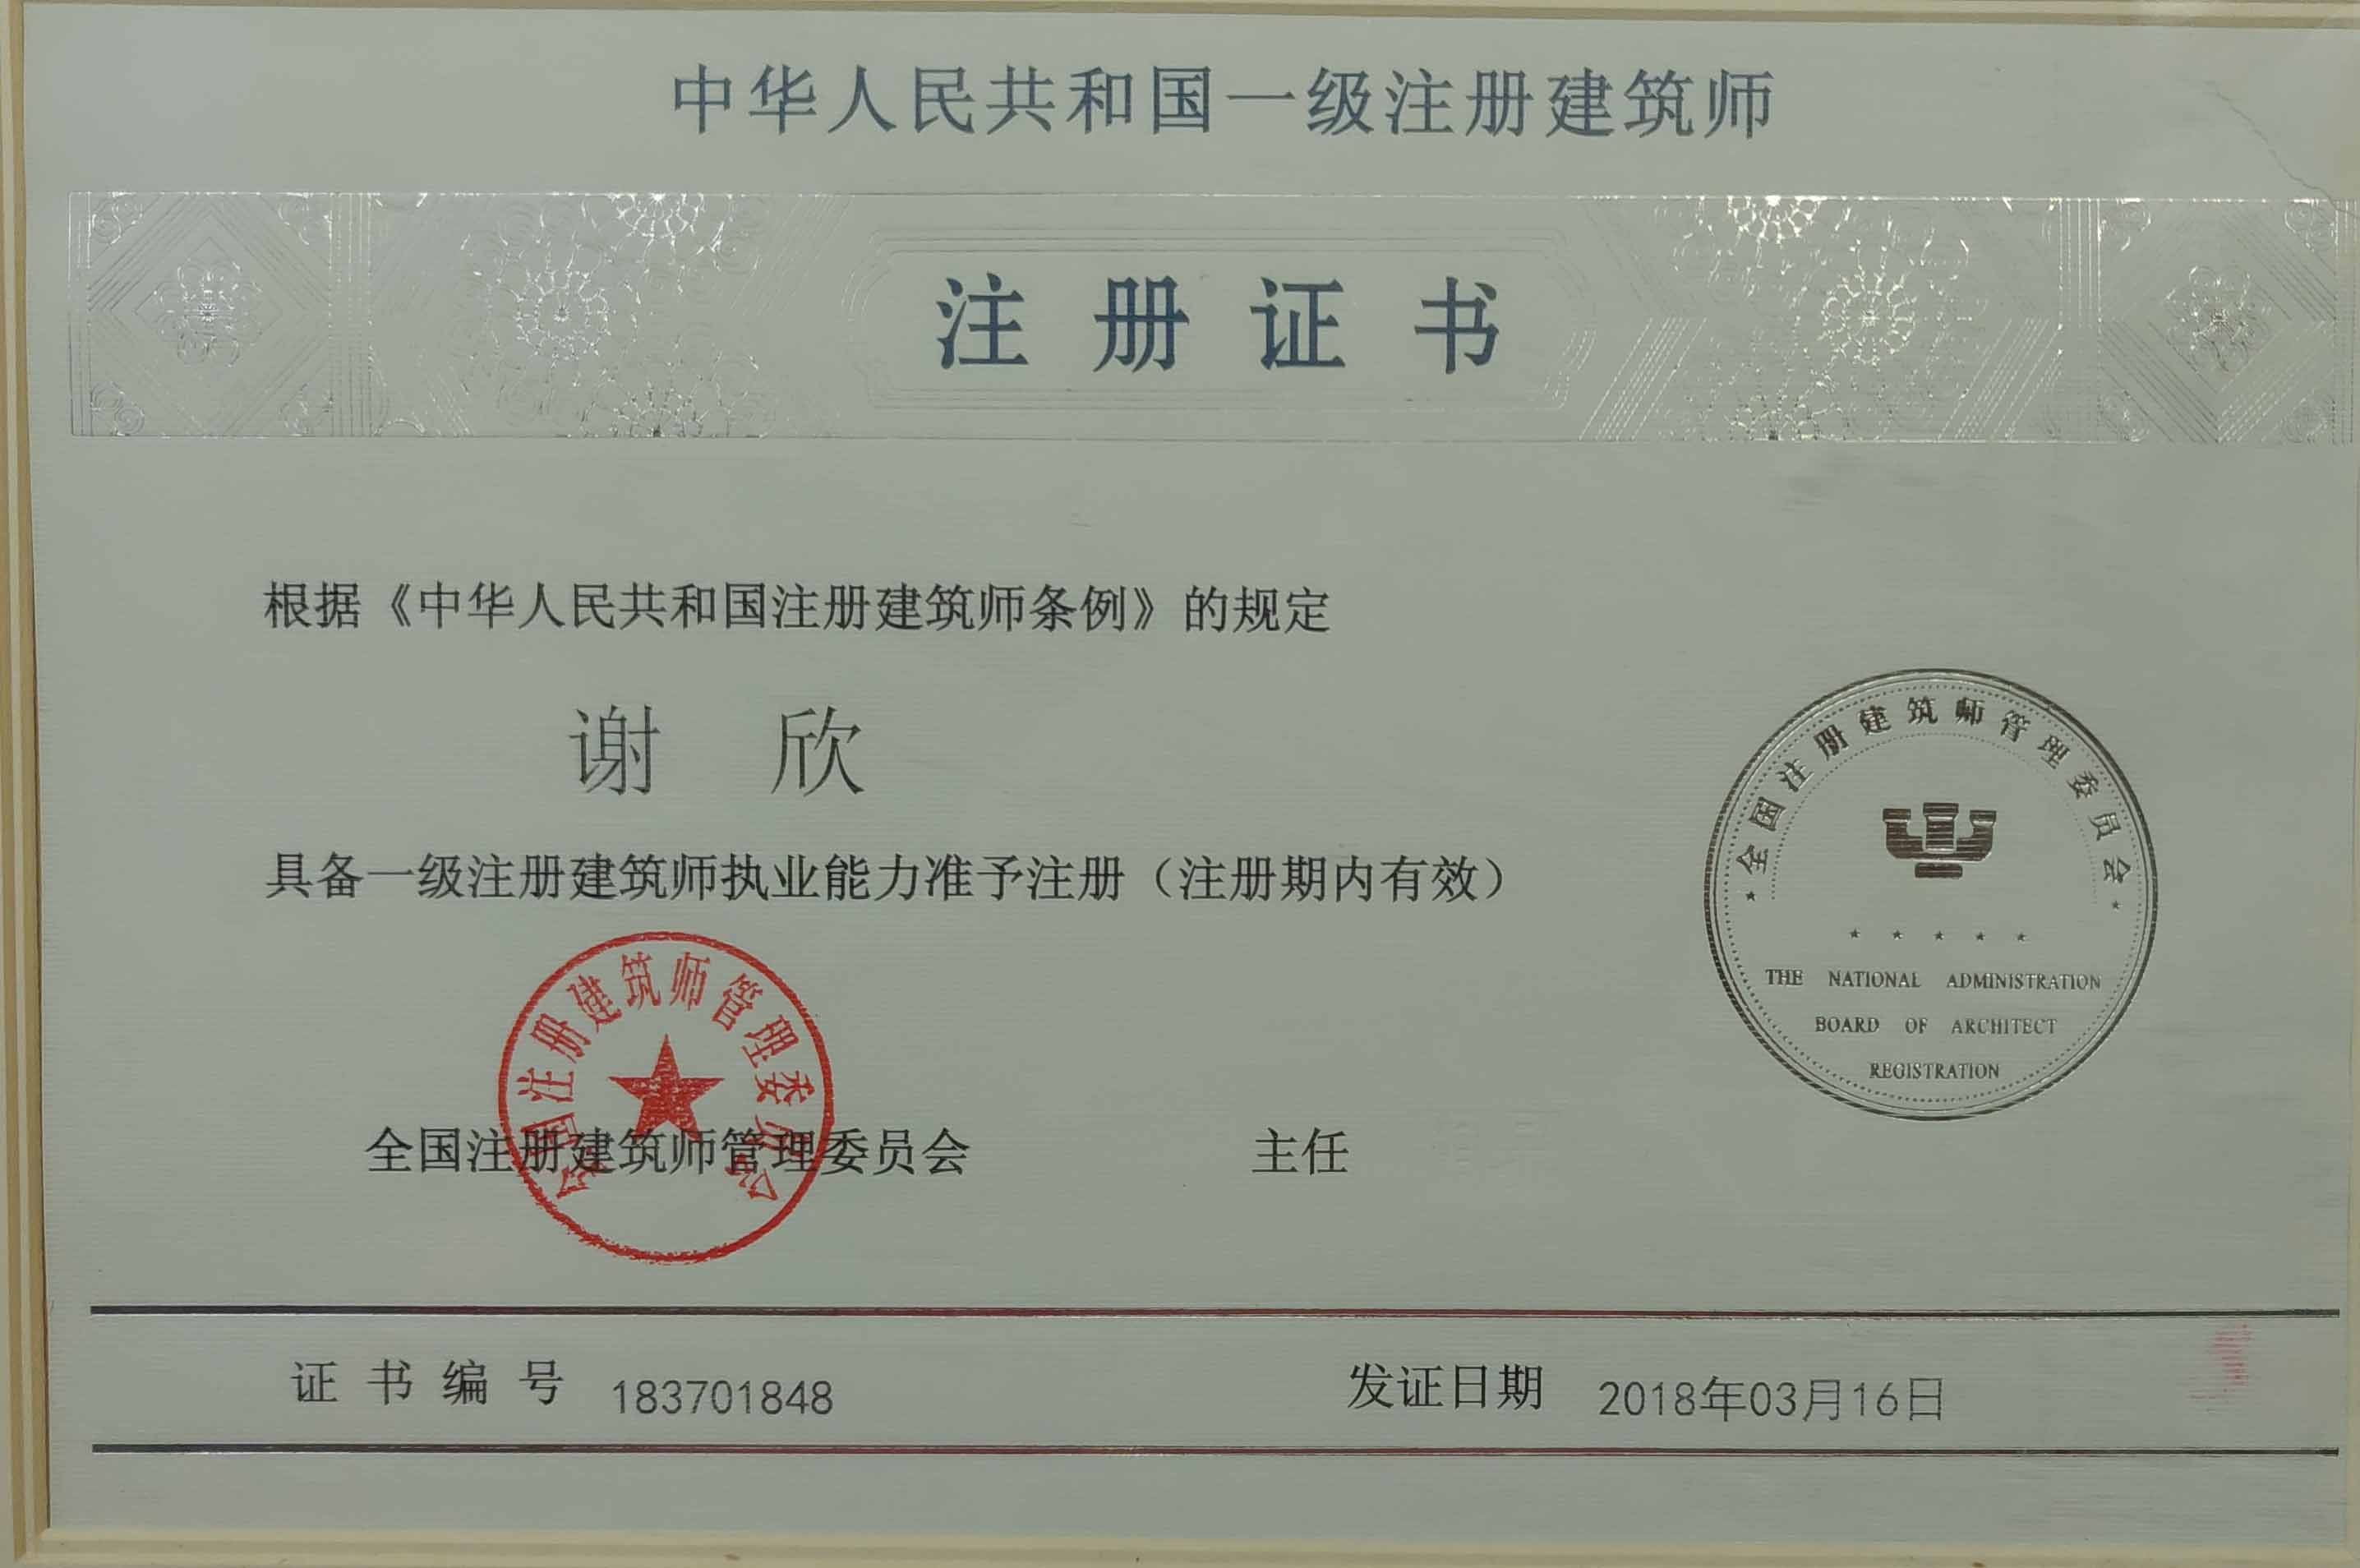 中华人民共和国一级注册建筑师
注册证书
根据《中华人民共和国注册建筑师条例》的规定
谢 欣
具备一级注册建筑师执业能力准予注册（注册期内有效）
全国注册建筑师管理委员会
THE NATIONAL ADMINISTRATION
BOARD OF ARCHITECT
REGISTRATION
全国注册建筑师管理委员会
全国注册建筑师管理委员会 主任
证书编号 183701848 发证日期 2018年03月16日